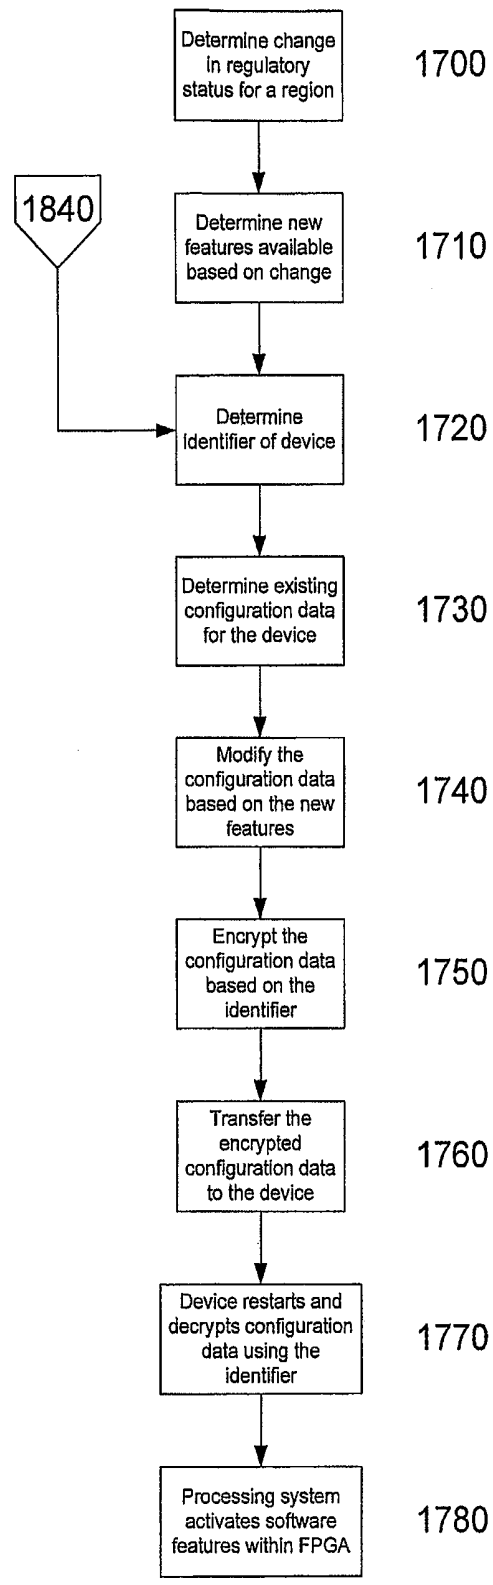 Determine change
in regulatory
status for a region
1700
1840
Determine new
features available
based on change
1710
Determine
identifier of device
1720
Determine existing
configuration data
for the device
1730
Modify the
configuration data
based on the new
features
1740
Encrypt the
configuration data
based on the
identifier
1750
Transfer the
encrypted
configuration data
to the device
1760
Device restarts and
decrypts configuration
data using the
identifier
1770
Processing system
activates software
features within FPGA
1780